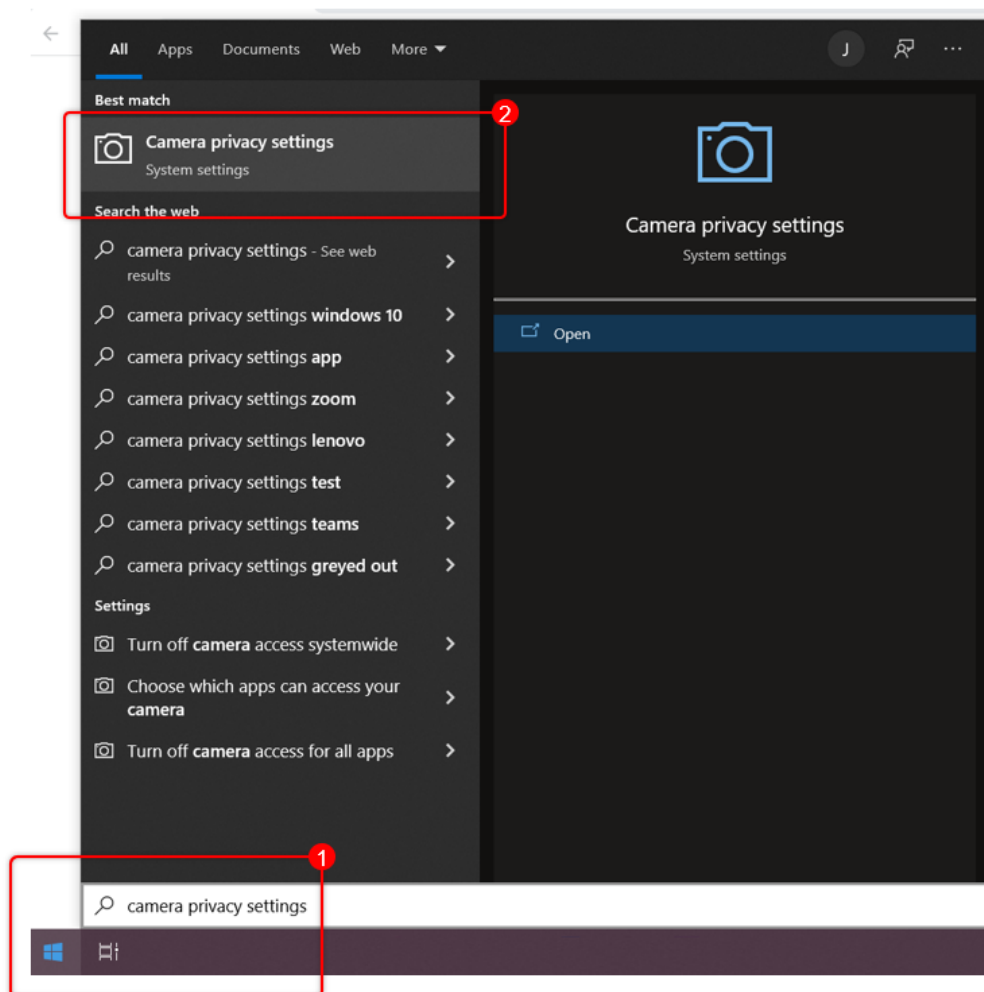 All Apps Documents Web More J ...
Best match
2
Camera privacy settings
System settings
Search the web
camera privacy settings - See web
results
camera privacy settings windows 10
camera privacy settings app
camera privacy settings zoom
camera privacy settings lenovo
camera privacy settings test
camera privacy settings teams
camera privacy settings greyed out
Settings
Turn off camera access systemwide
Choose which apps can access your
camera
Turn off camera access for all apps
Camera privacy settings
System settings
Open
1
camera privacy settings